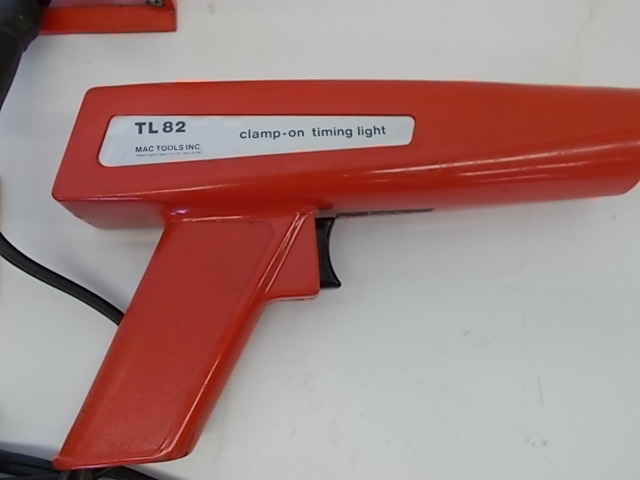 TL 82
clamp-on timing light
MAC TOOLS INC.